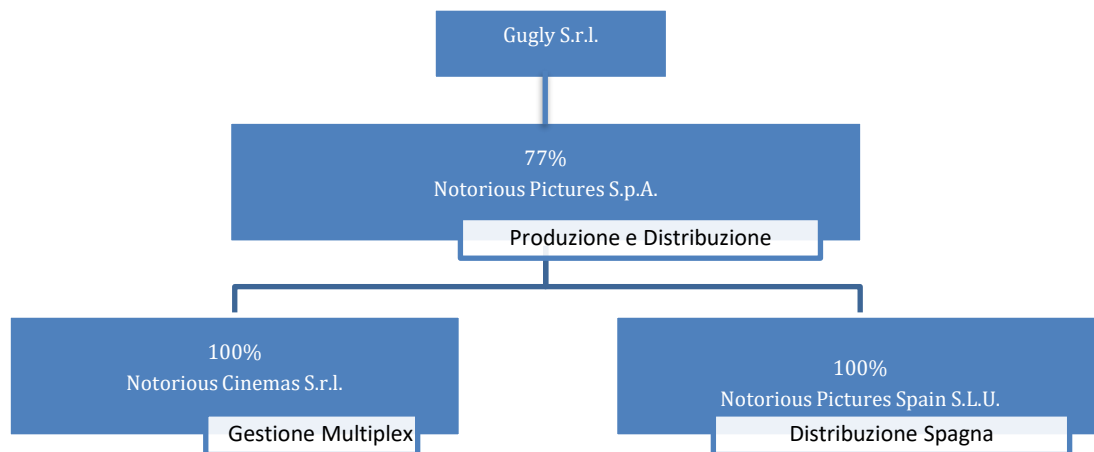 Gugly S.r.l.
77%
Notorious Pictures S.p.A.
Produzione e Distribuzione
100%
Notorious Cinemas S.r.l.
Gestione Multiplex
100%
Notorious Pictures Spain S.L.U.
Distribuzione Spagna